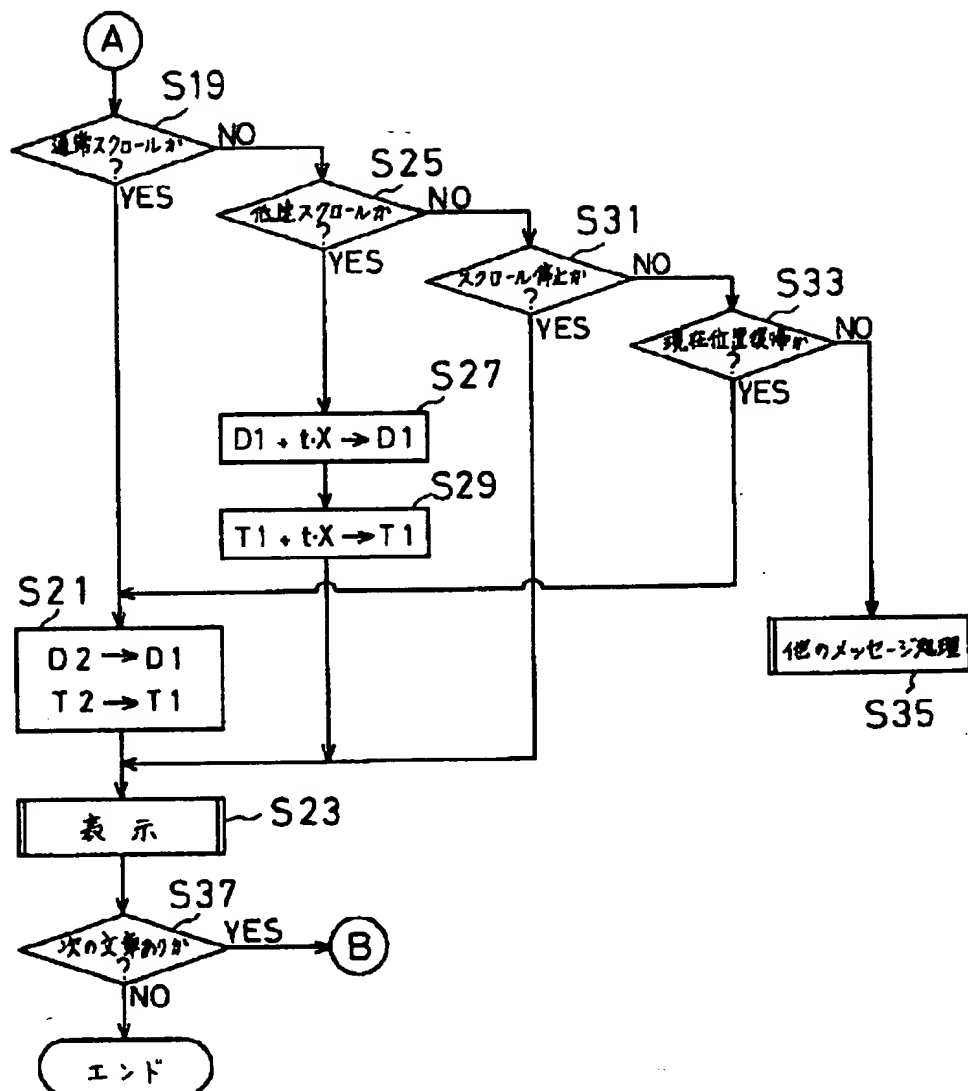 A
S19
通常スクロールか
?
NO
YES
S25
低速スクロールか
?
NO
YES
S31
スクロール停止か
?
NO
YES
S33
現在位置復帰か
?
NO
YES
S27
D1 + t·X → D1
S29
T1 + t·X → T1
S21
D2 → D1
T2 → T1
他のメッセージ処理
S35
表示
S23
S37
次の文章ありか
?
YES
B
NO
エンド